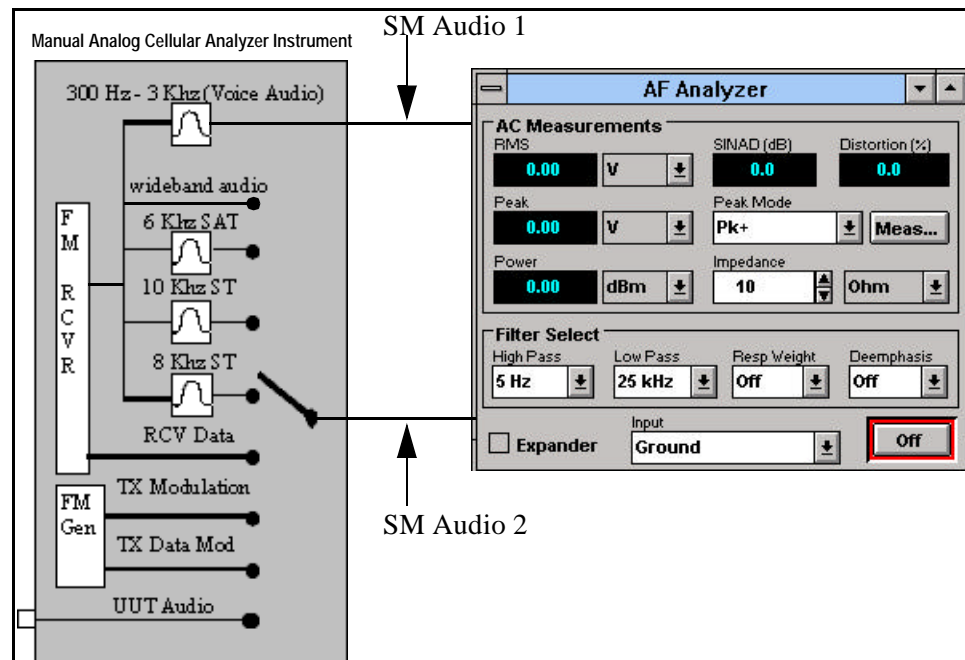 SM Audio 1
Manual Analog Cellular Analyzer Instrument
300 Hz - 3 Khz(Voice Audio)
wideband audio
6 Khz SAT
10 Khz ST
8 Khz ST
RCV Data
TX Modulation
TX Data Mod
UUT Audio
FM RCVR
FM
Gen
AF Analyzer
AC Measurements
RMS SINAD (dB) Distortion (%)
0.00 V 0.0 0.0
Peak Peak Mode
0.00 V Pk+ Meas...
Power Impedance
0.00 dBm 10 Ohm
Filter Select
High Pass Low Pass Resp Weight Deemphasis
5 Hz 25 kHz Off Off
Input
Expander Ground Off
SM Audio 2